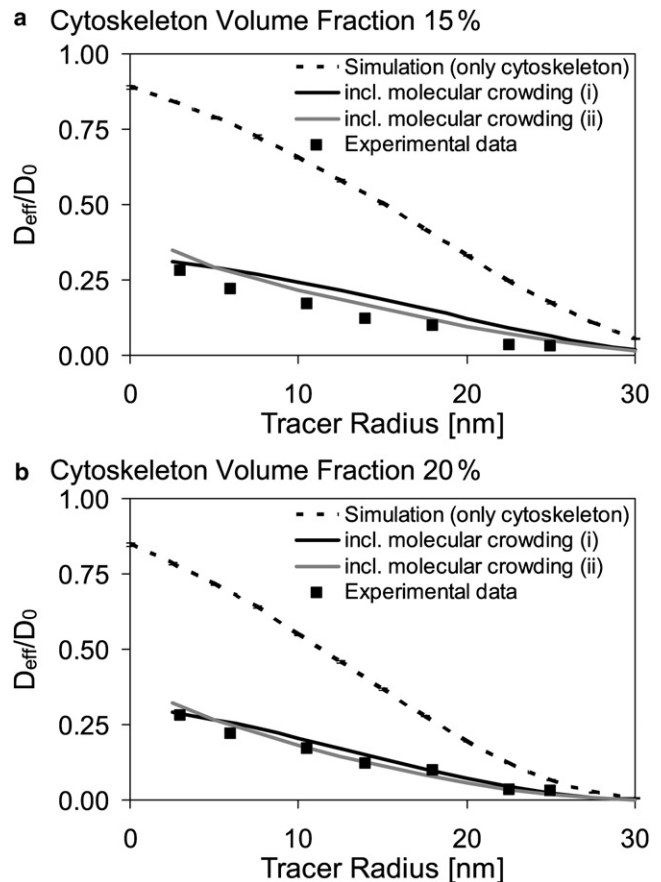 a Cytoskeleton Volume Fraction 15%
1.00
Simulation (only cytoskeleton)
incl. molecular crowding (i)
incl. molecular crowding (ii)
Experimental data
0.75
0.50
0.25
0.00
Deff/D0
0 10 20 30
Tracer Radius [nm]
b Cytoskeleton Volume Fraction 20%
1.00
Simulation (only cytoskeleton)
incl. molecular crowding (i)
incl. molecular crowding (ii)
Experimental data
0.75
0.50
0.25
0.00
Deff/D0
0 10 20 30
Tracer Radius [nm]